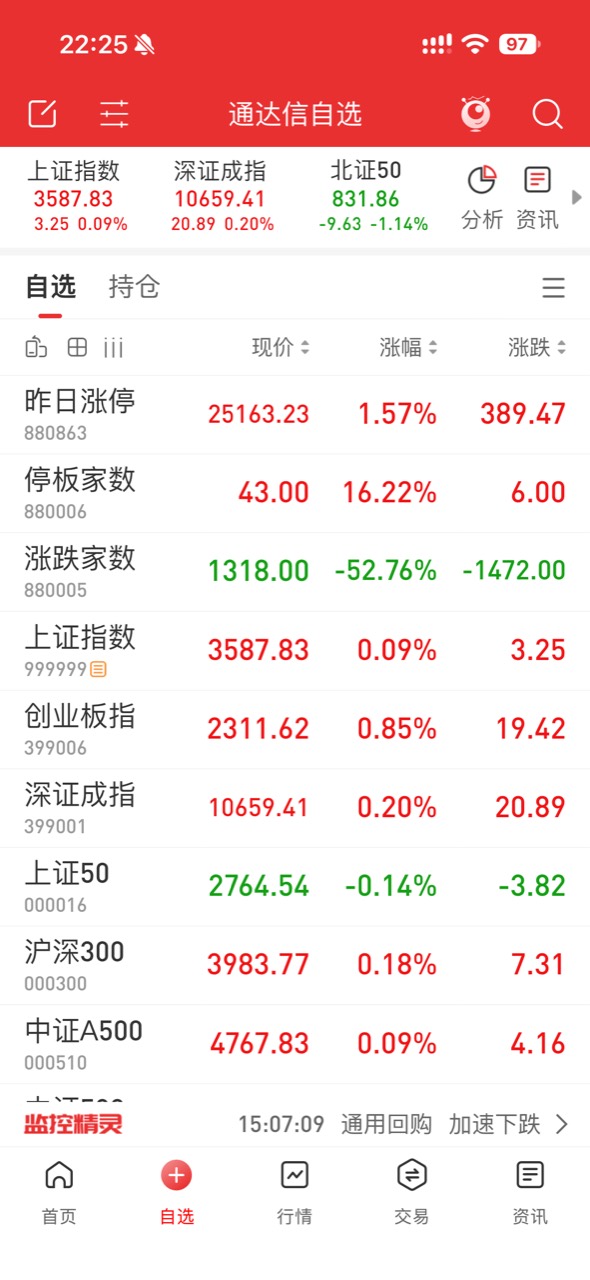 22:25 97
通达信自选
上证指数 深证成指 北证50
3587.83 10659.41 831.86
3.25 0.09% 20.89 0.20% -9.63 -1.14%
分析 资讯
自选 持仓
现价 涨幅 涨跌
昨日涨停 25163.23 1.57% 389.47
880863
停板家数 43.00 16.22% 6.00
880006
涨跌家数 1318.00 -52.76% -1472.00
880005
上证指数 3587.83 0.09% 3.25
999999
创业板指 2311.62 0.85% 19.42
399006
深证成指 10659.41 0.20% 20.89
399001
上证50 2764.54 -0.14% -3.82
000016
沪深300 3983.77 0.18% 7.31
000300
中证A500 4767.83 0.09% 4.16
000510
监控精灵 15:07:09 通用回购 加速下跌
首页 自选 行情 交易 资讯